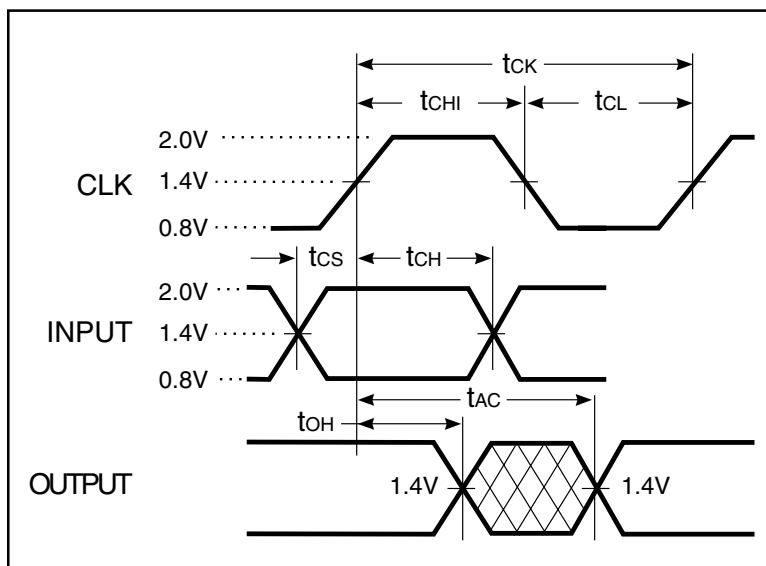 tCK
tCHI tCL
2.0V
CLK 1.4V
0.8V
tCS tCH
2.0V
INPUT 1.4V
0.8V
tAC
tOH
OUTPUT 1.4V 1.4V